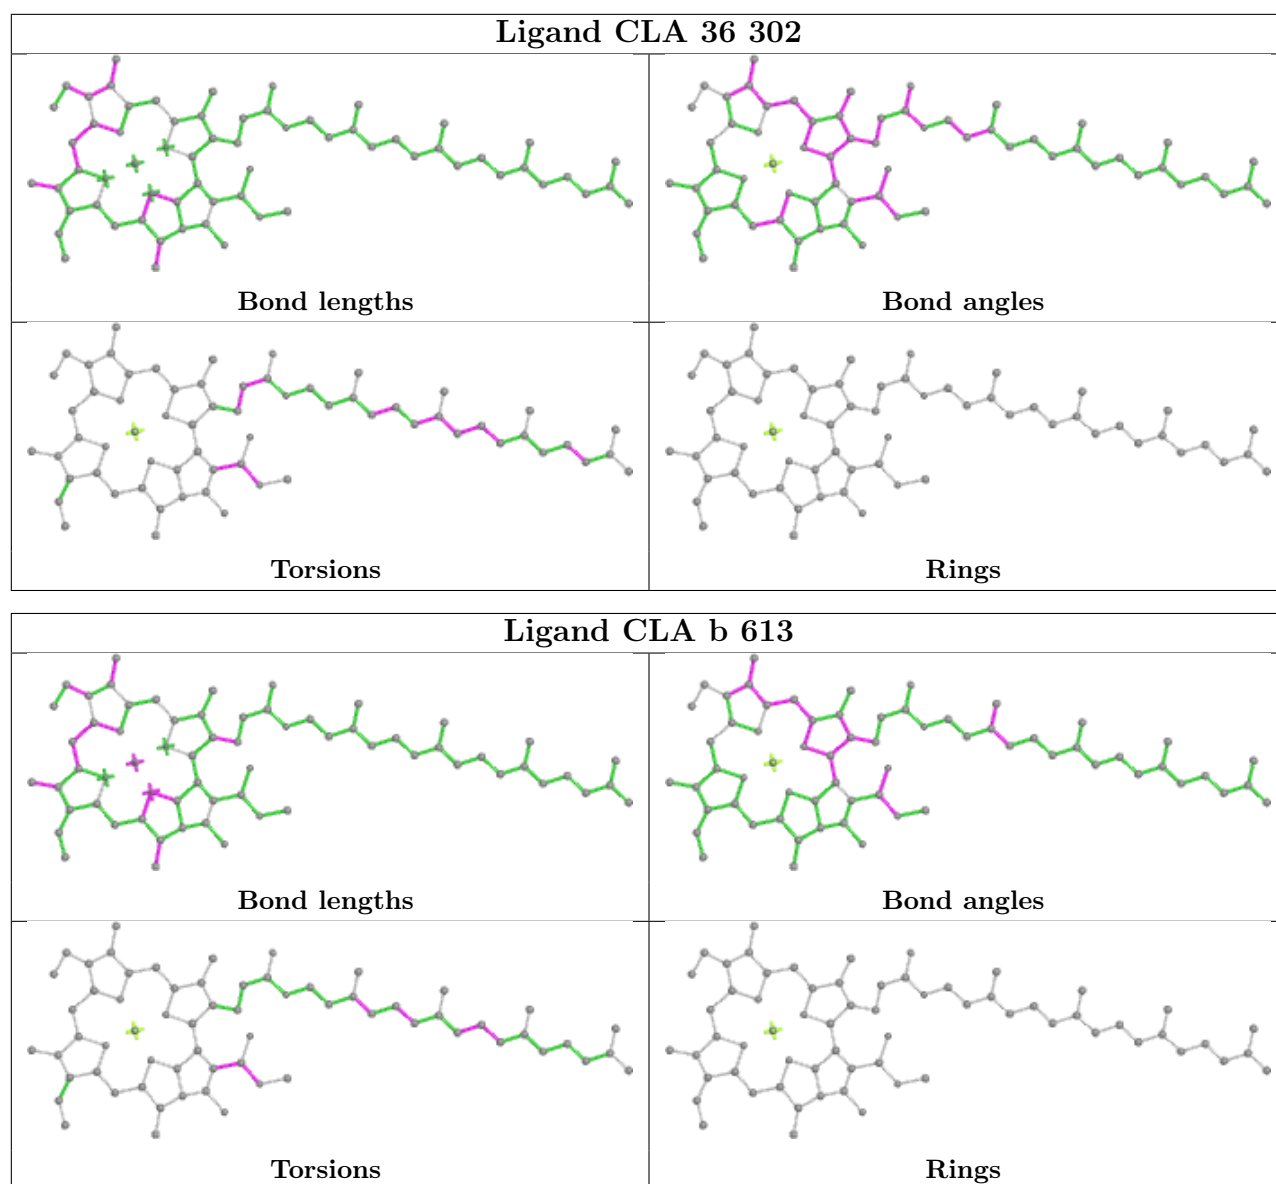 Ligand CLA 36 302
Bond lengths
Bond angles
Torsions
Rings
Ligand CLA b 613
Bond lengths
Bond angles
Torsions
Rings